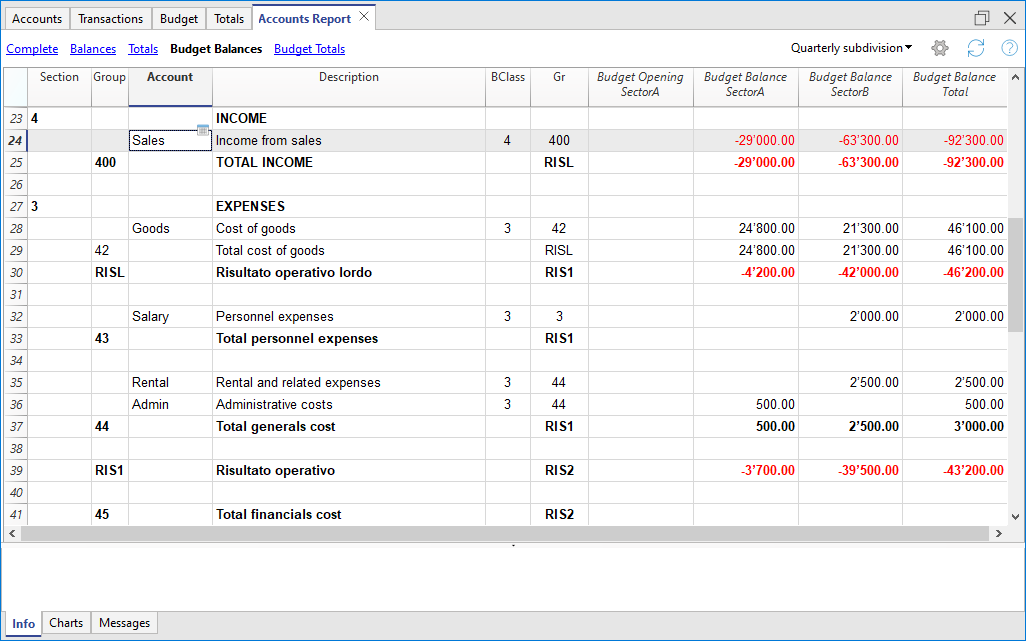 Accounts Transactions Budget Totals Accounts Report
Complete Balances Totals Budget Balances Budget Totals Quarterly subdivision
Section Group Account Description BClass Gr Budget Opening SectorA Budget Balance SectorA Budget Balance SectorB Budget Balance Total
23 4 INCOME
24 Sales Income from sales 4 400 -29'000.00 -63'300.00 -92'300.00
25 400 TOTAL INCOME RISL -29'000.00 -63'300.00 -92'300.00
26
27 3 EXPENSES
28 Goods Cost of goods 3 42 24'800.00 21'300.00 46'100.00
29 42 Total cost of goods RISL 24'800.00 21'300.00 46'100.00
30 RISL Risultato operativo lordo RIS1 -4'200.00 -42'000.00 -46'200.00
31
32 Salary Personnel expenses 3 3 2'000.00 2'000.00
33 43 Total personnel expenses RIS1
34
35 Rental Rental and related expenses 3 44 2'500.00 2'500.00
36 Admin Administrative costs 3 44 500.00 500.00
37 44 Total generals cost RIS1 500.00 2'500.00 3'000.00
38
39 RIS1 Risultato operativo RIS2 -3'700.00 -39'500.00 -43'200.00
40
41 45 Total financials cost RIS2
Info Charts Messages